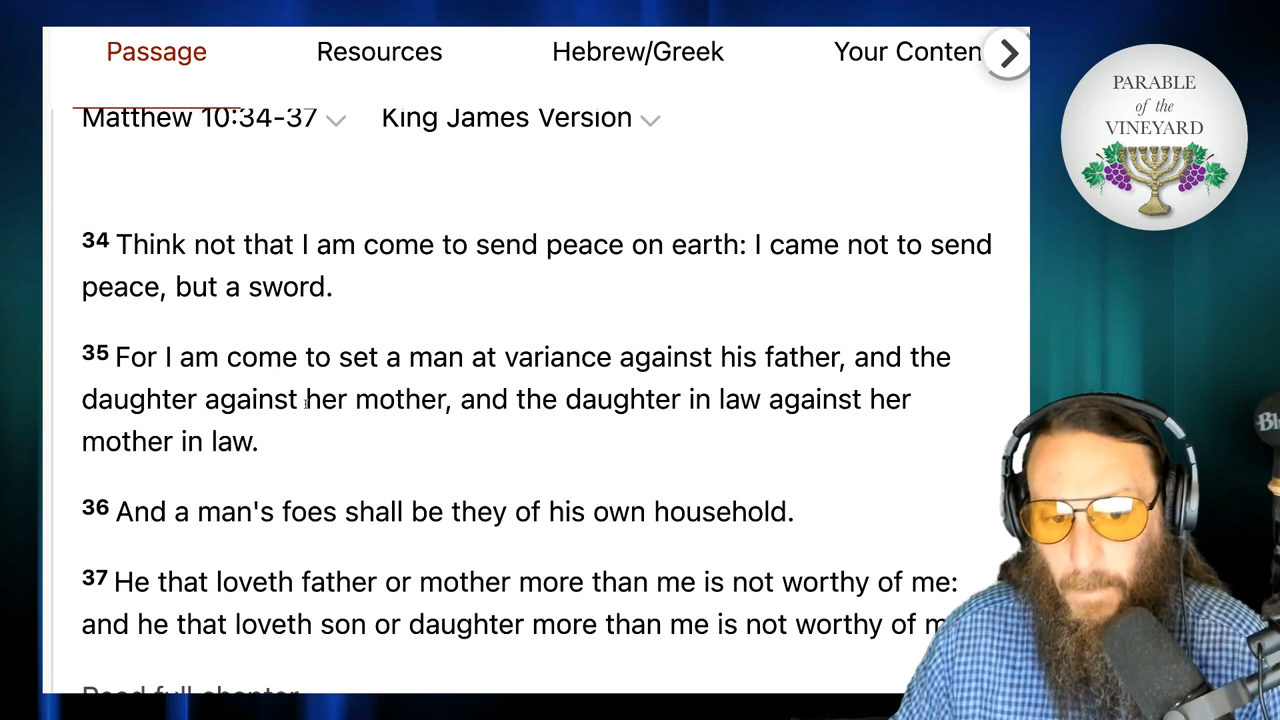 Passage
Resources
Hebrew/Greek
Your Conten
Matthew 10:34-37
King James Version
34 Think not that I am come to send peace on earth: I came not to send
peace, but a sword.
35 For I am come to set a man at variance against his father, and the
daughter against her mother, and the daughter in law against her
mother in law.
36 And a man's foes shall be they of his own household.
37 He that loveth father or mother more than me is not worthy of me:
and he that loveth son or daughter more than me is not worthy of m
Read full chapter
PARABLE
of the
VINEYARD
Bl